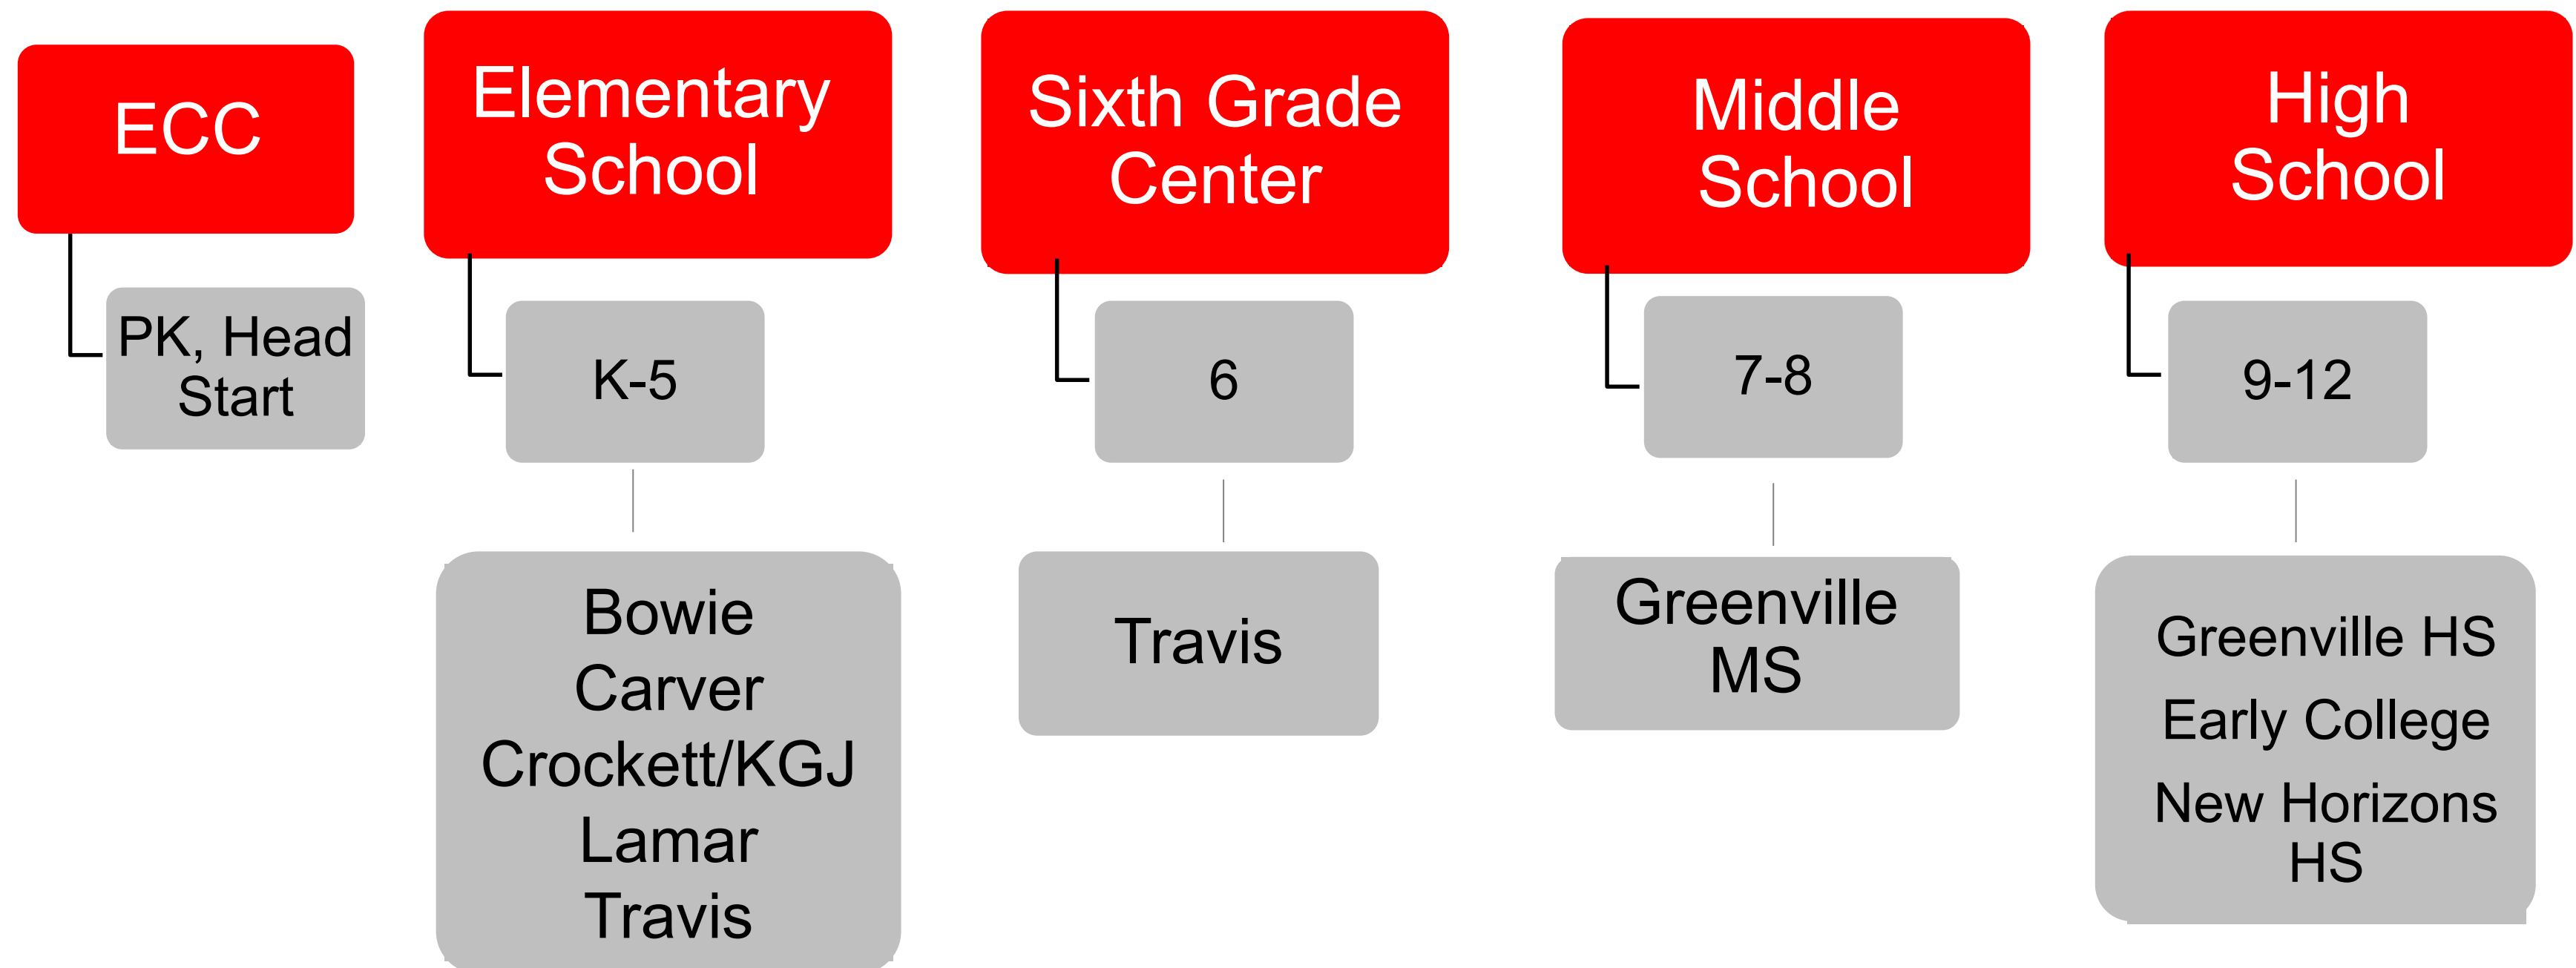 ECC
PK, Head
Start
Elementary
School
K-5
Bowie
Carver
Crockett/KGJ
Lamar
Travis
Sixth Grade
Center
6
Travis
Middle
School
7-8
Greenville
MS
High
School
9-12
Greenville HS
Early College
New Horizons
HS